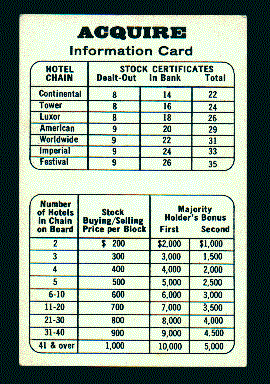 ACQUIRE
Information Card
HOTEL CHAIN STOCK CERTIFICATES
Dealt-Out In Bank Total
Continental 8 14 22
Tower 8 16 24
Luxor 8 18 26
American 9 20 29
Worldwide 9 22 31
Imperial 9 24 33
Festival 9 26 35
Number of Hotels in Chain on Board Stock Buying/Selling Price per Block Majority Holder's Bonus
First Second
2 $ 200 $2,000 $1,000
3 300 3,000 1,500
4 400 4,000 2,000
5 500 5,000 2,500
6-10 600 6,000 3,000
11-20 700 7,000 3,500
21-30 800 8,000 4,000
31-40 900 9,000 4,500
41 & over 1,000 10,000 5,000